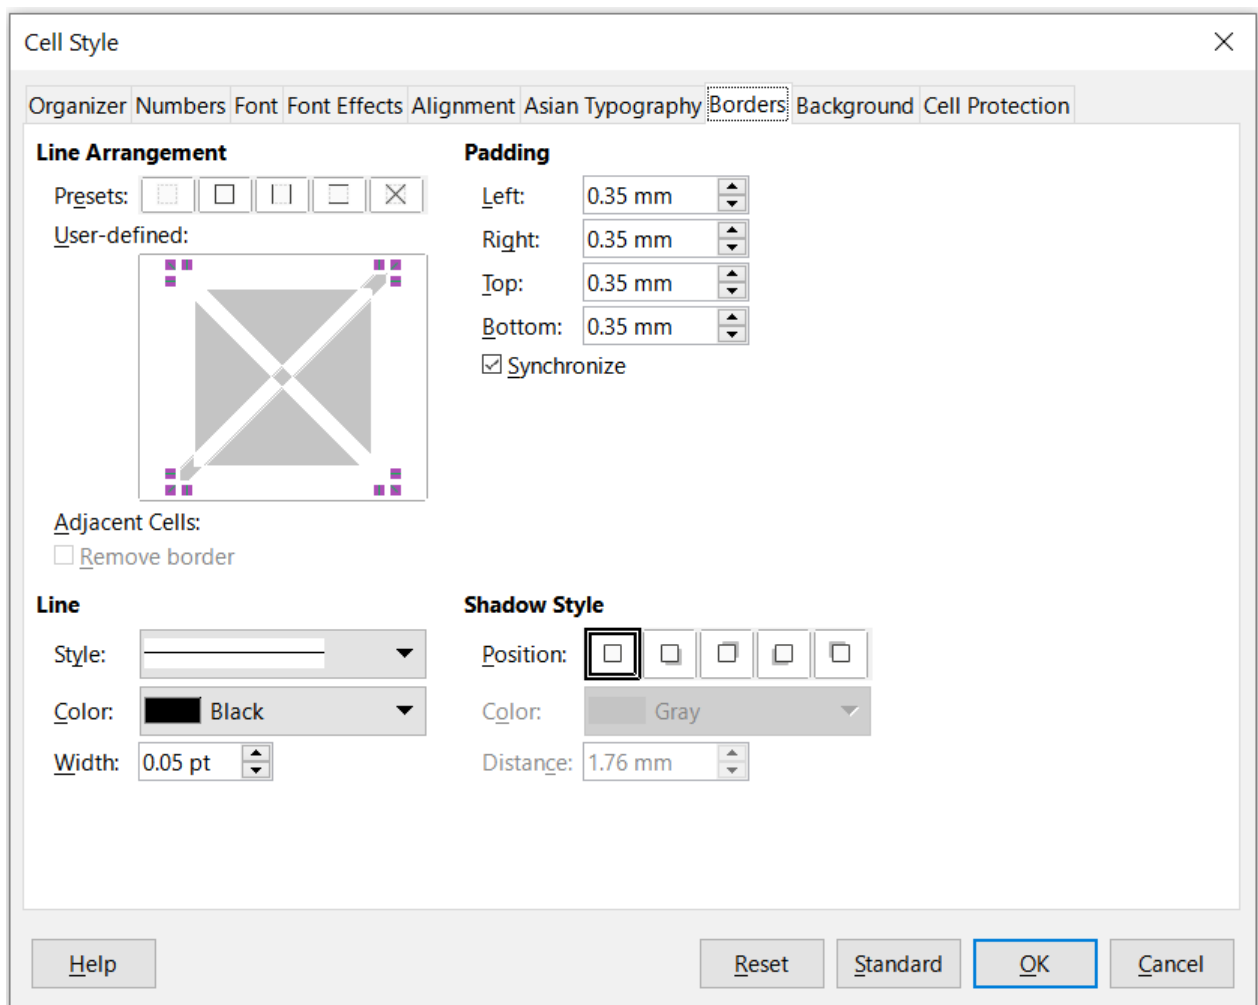 Cell Style
Organizer Numbers Font Font Effects Alignment Asian Typography Borders Background Cell Protection
Line Arrangement
Presets:
User-defined:
Adjacent Cells:
Remove border
Padding
Left: 0.35 mm
Right: 0.35 mm
Top: 0.35 mm
Bottom: 0.35 mm
Synchronize
Line
Style:
Color: Black
Width: 0.05 pt
Shadow Style
Position:
Color: Gray
Distance: 1.76 mm
Help Reset Standard OK Cancel